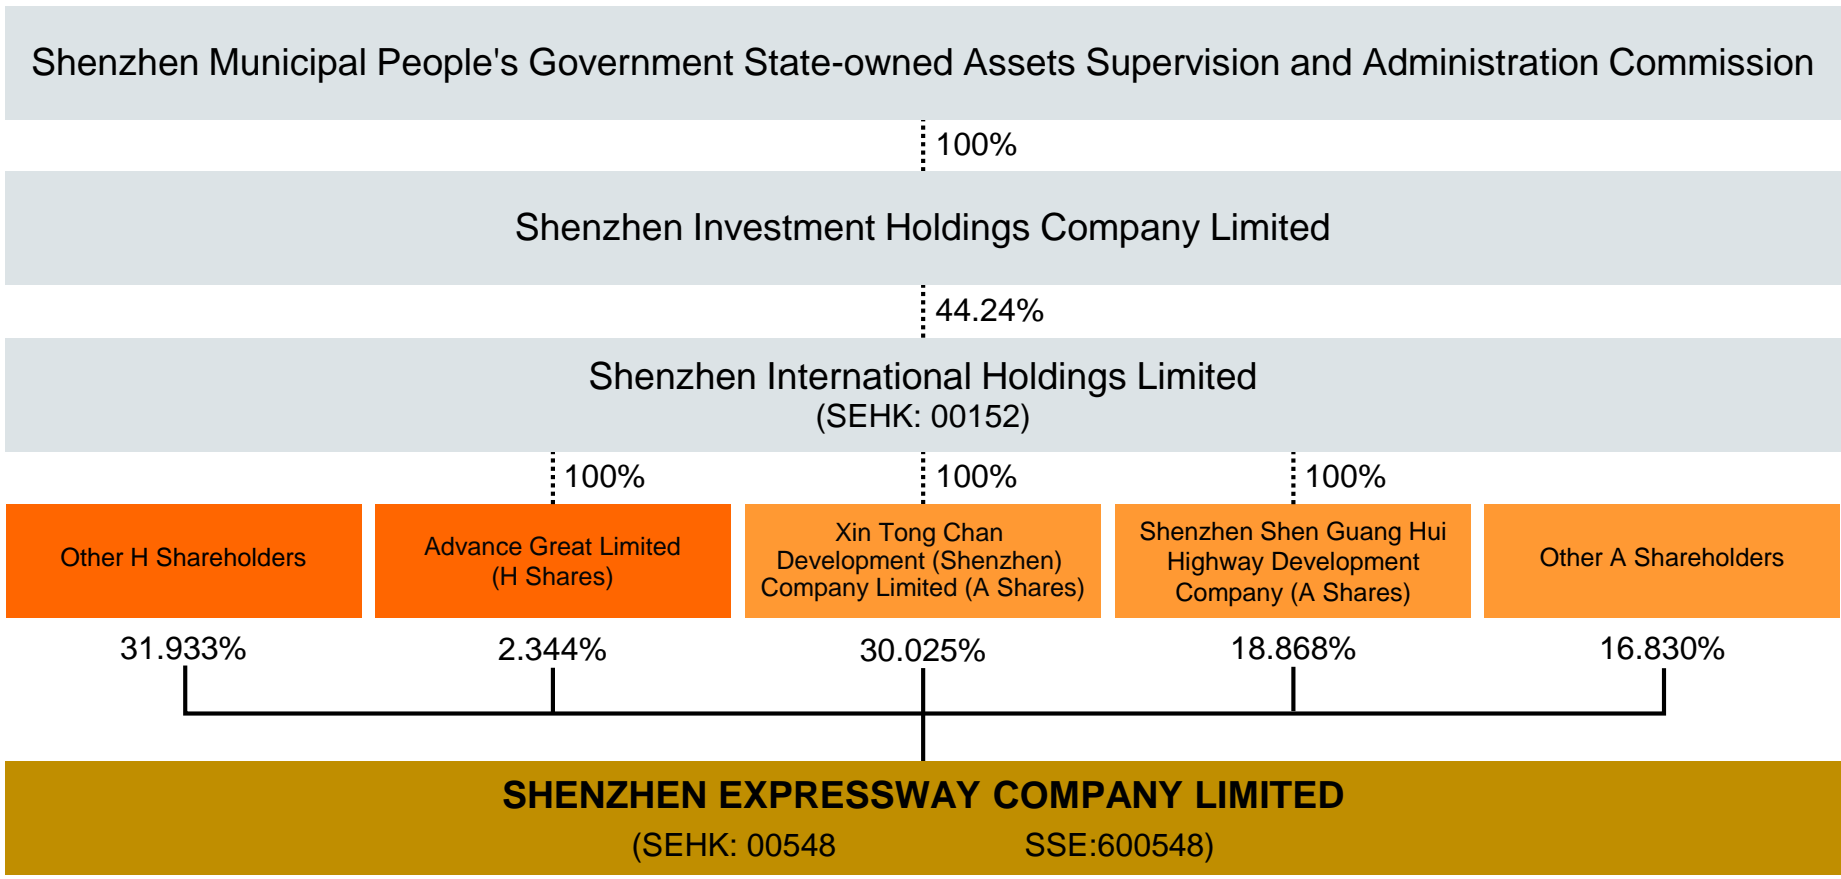 Shenzhen Municipal People's Government State-owned Assets Supervision and Administration Commission
100%
Shenzhen Investment Holdings Company Limited
44.24%
Shenzhen International Holdings Limited
(SEHK: 00152)
100%
100%
100%
Other H Shareholders
Advance Great Limited
(H Shares)
Xin Tong Chan
Development (Shenzhen)
Company Limited (A Shares)
Shenzhen Shen Guang Hui
Highway Development
Company (A Shares)
Other A Shareholders
31.933%
2.344%
30.025%
18.868%
16.830%
SHENZHEN EXPRESSWAY COMPANY LIMITED
(SEHK: 00548 SSE:600548)